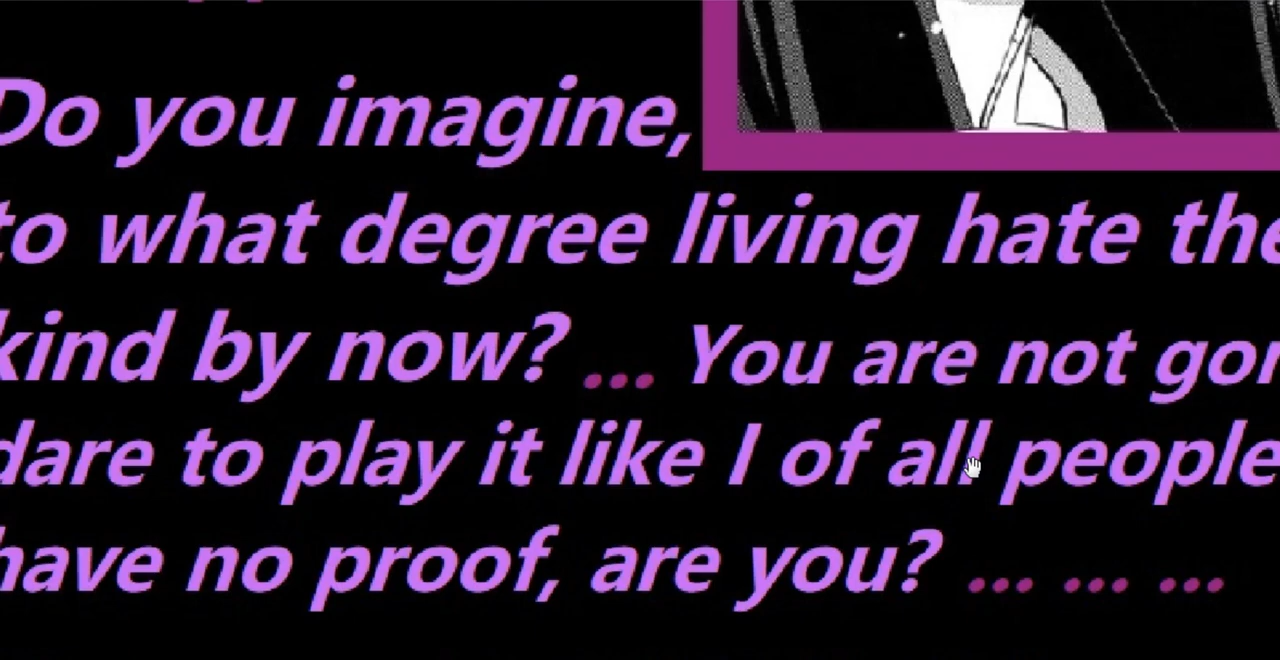 Do you imagine,
to what degree living hate the
kind by now? ... You are not
dare to play it like I of all people
have no proof, are you? ... ... ...